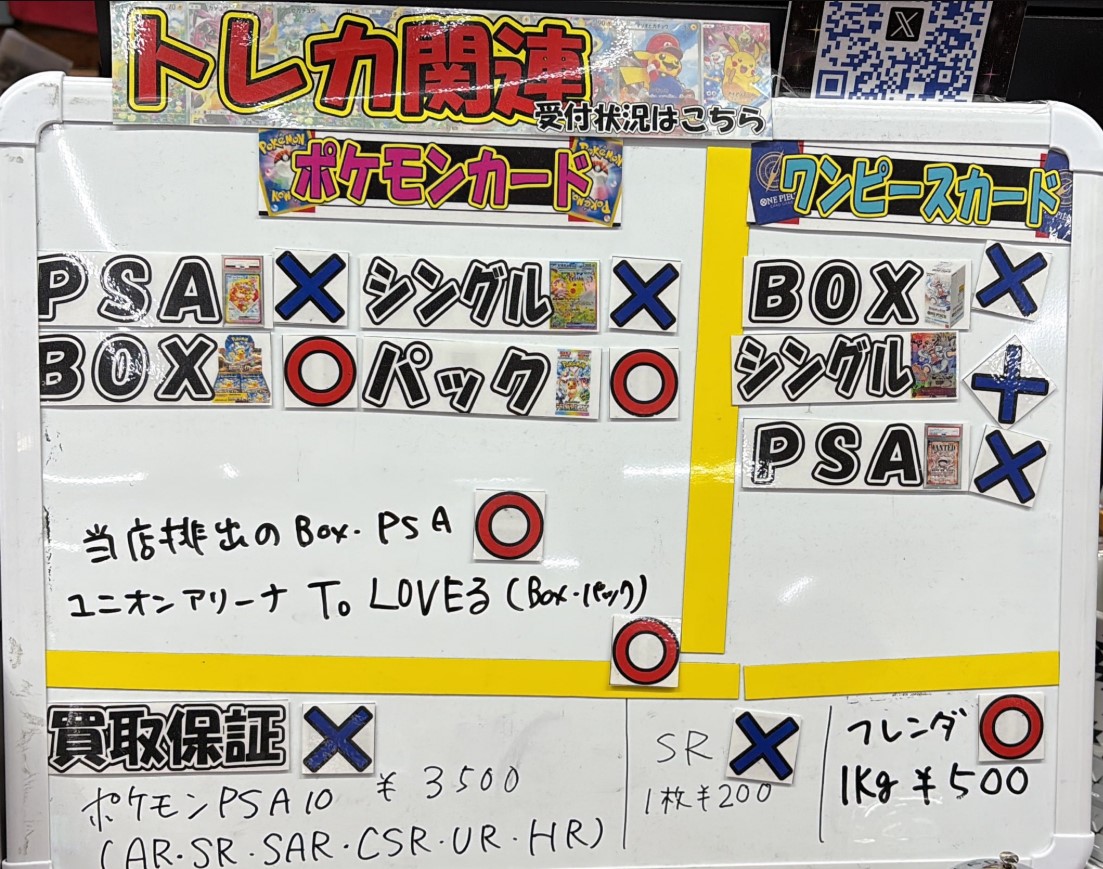 トレカ関連
受付状況はこちら
ポケモンカード
PSA × シングル ×
BOX ○ パック ○
当店排出のBox・PSA ○
ユニオンアリーナ To LOVEる (Box・パック) ○
ワンピースカード
BOX ×
シングル ×
PSA ×
買取保証 × ¥3500
ポケモンPSA10
(AR・SR・SAR・CSR・UR・HR)
SR ×
1枚¥200
フレンダ ○
1Kg ¥500